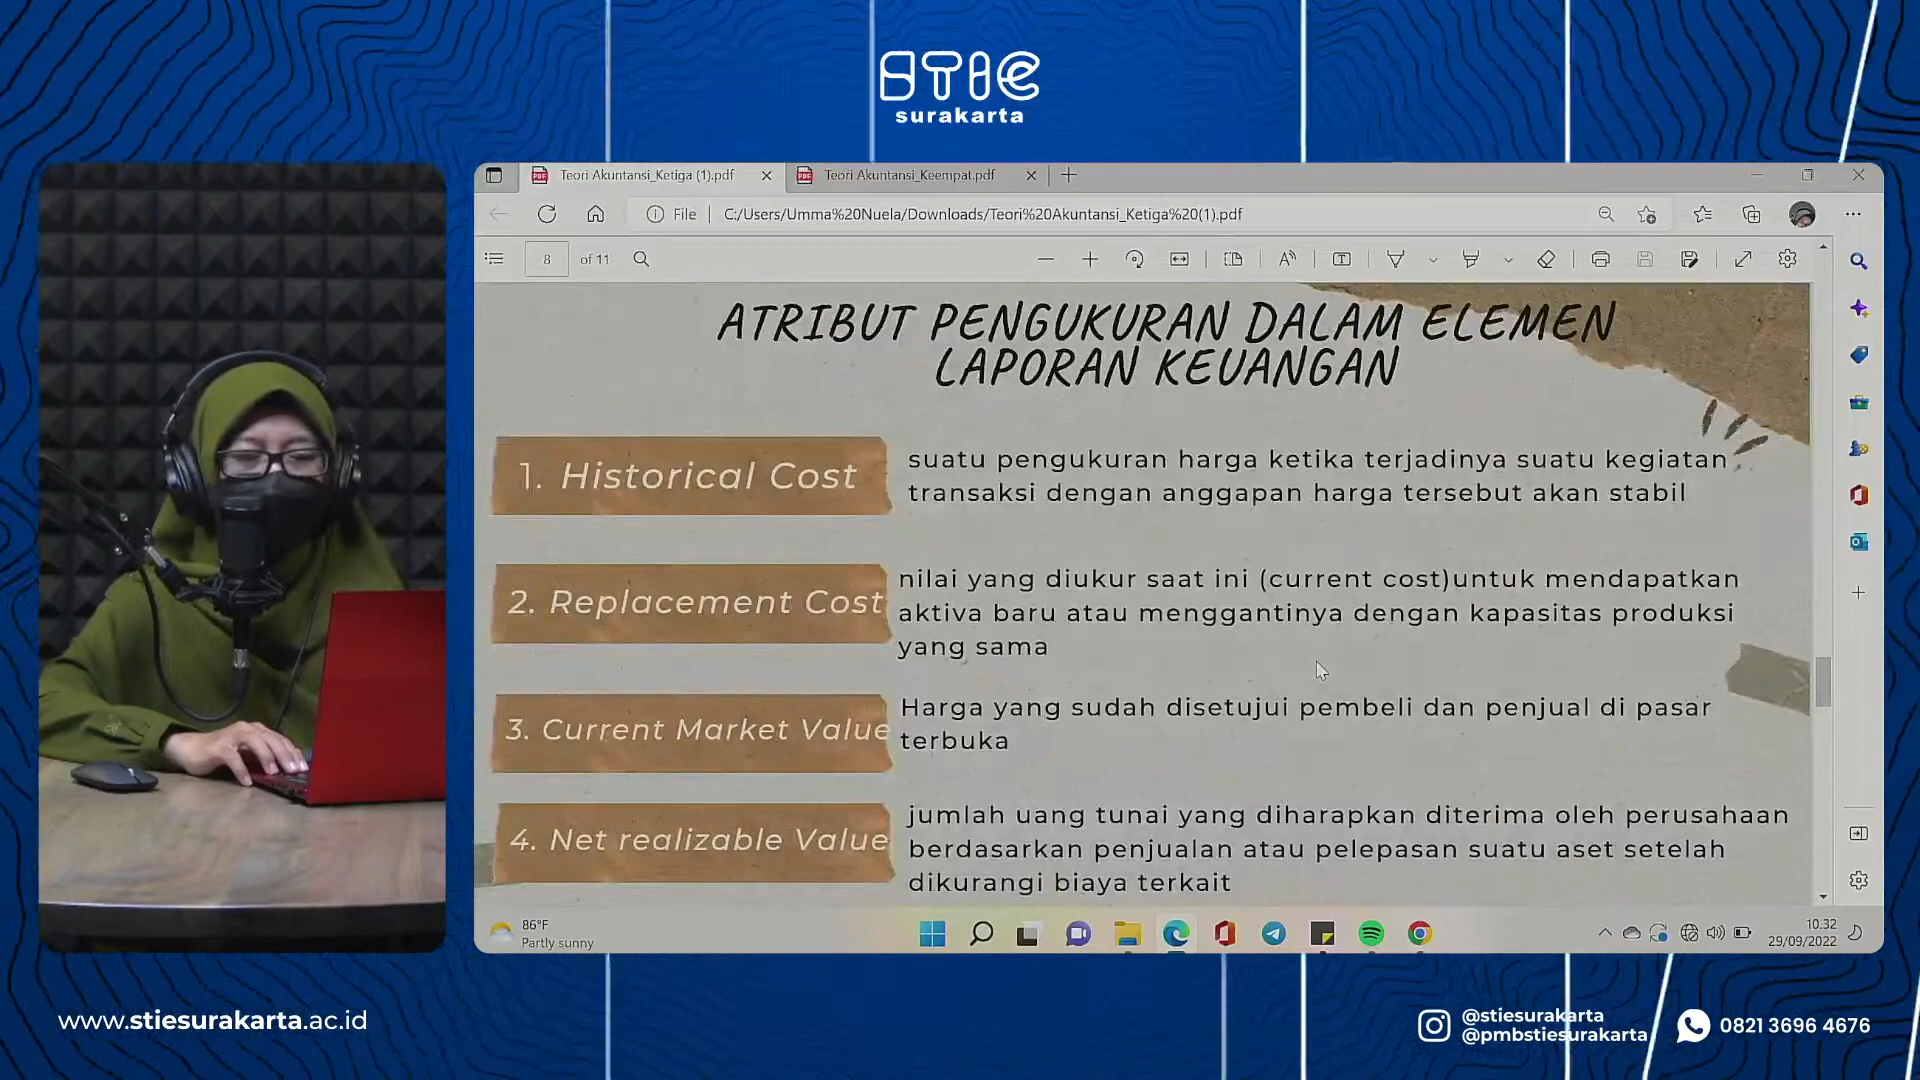 STIE
surakarta
Teori Akuntansi_Ketiga (1).pdf
Teori Akuntansi_Keempat.pdf
File
C:/Users/Umma%20Nuela/Downloads/Teori%20Akuntansi_Ketiga%20(1).pdf
8 of 11
ATRIBUT PENGUKURAN DALAM ELEMEN
LAPORAN KEUANGAN
1. Historical Cost
suatu pengukuran harga ketika terjadinya suatu kegiatan
transaksi dengan anggapan harga tersebut akan stabil
2. Replacement Cost
nilai yang diukur saat ini (current cost)untuk mendapatkan
aktiva baru atau menggantinya dengan kapasitas produksi
yang sama
3. Current Market Value
Harga yang sudah disetujui pembeli dan penjual di pasar
terbuka
4. Net realizable Value
jumlah uang tunai yang diharapkan diterima oleh perusahaan
berdasarkan penjualan atau pelepasan suatu aset setelah
dikurangi biaya terkait
86°F
Partly sunny
10.32
29/09/2022
www.stiesurakarta.ac.id
@stiesurakarta
@pmbstiesurakarta
0821 3696 4676